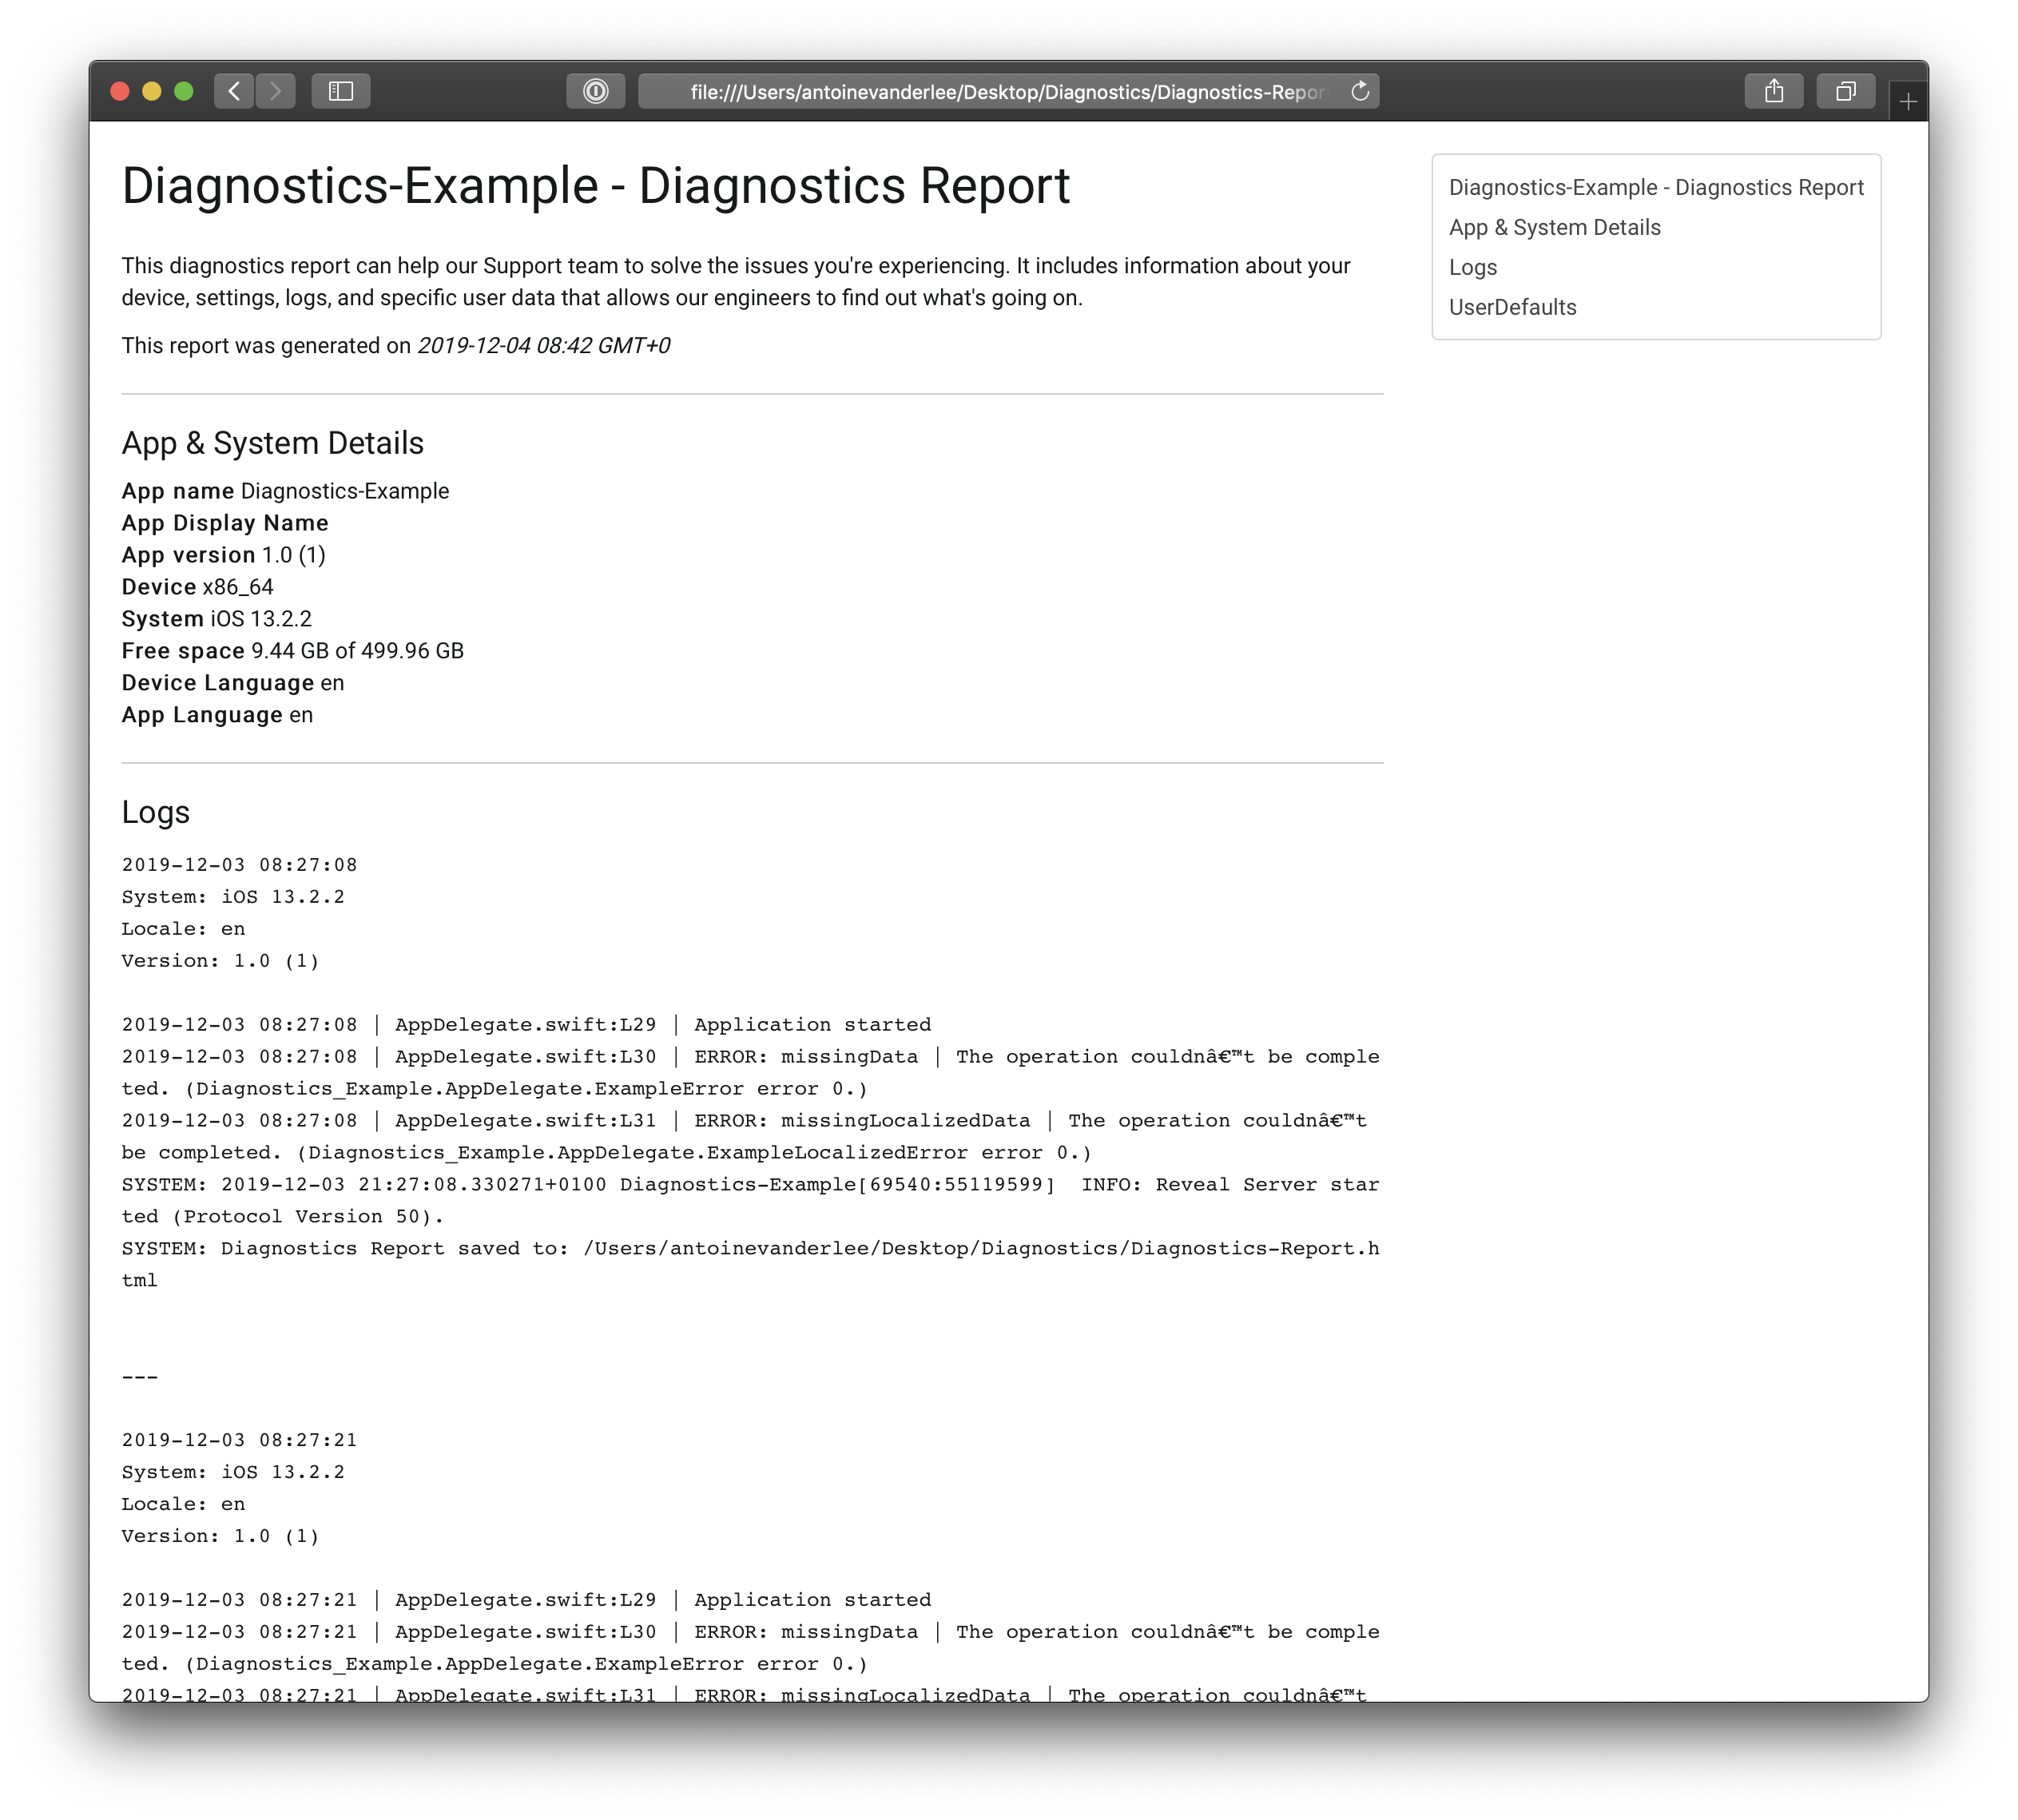 file:///Users/antoinevanderlee/Desktop/Diagnostics/Diagnostics-Repor
Diagnostics-Example - Diagnostics Report
This diagnostics report can help our Support team to solve the issues you're experiencing. It includes information about your
device, settings, logs, and specific user data that allows our engineers to find out what's going on.
This report was generated on 2019-12-04 08:42 GMT+0
Diagnostics-Example - Diagnostics Report
App & System Details
Logs
UserDefaults
App & System Details
App name Diagnostics-Example
App Display Name
App version 1.0 (1)
Device x86_64
System iOS 13.2.2
Free space 9.44 GB of 499.96 GB
Device Language en
App Language en
Logs
2019-12-03 08:27:08
System: iOS 13.2.2
Locale: en
Version: 1.0 (1)
2019-12-03 08:27:08 | AppDelegate.swift:L29 | Application started
2019-12-03 08:27:08 | AppDelegate.swift:L30 | ERROR: missingData | The operation couldnâ€™t be comple
ted. (Diagnostics_Example.AppDelegate.ExampleError error 0.)
2019-12-03 08:27:08 | AppDelegate.swift:L31 | ERROR: missingLocalizedData | The operation couldnâ€™t
be completed. (Diagnostics_Example.AppDelegate.ExampleLocalizedError error 0.)
SYSTEM: 2019-12-03 21:27:08.330271+0100 Diagnostics-Example[69540:55119599]  INFO: Reveal Server star
ted (Protocol Version 50).
SYSTEM: Diagnostics Report saved to: /Users/antoinevanderlee/Desktop/Diagnostics/Diagnostics-Report.h
tml
---
2019-12-03 08:27:21
System: iOS 13.2.2
Locale: en
Version: 1.0 (1)
2019-12-03 08:27:21 | AppDelegate.swift:L29 | Application started
2019-12-03 08:27:21 | AppDelegate.swift:L30 | ERROR: missingData | The operation couldnâ€™t be comple
ted. (Diagnostics_Example.AppDelegate.ExampleError error 0.)
2019-12-03 08:27:21 | AppDelegate.swift:L31 | ERROR: missingLocalizedData | The operation couldnâ€™t